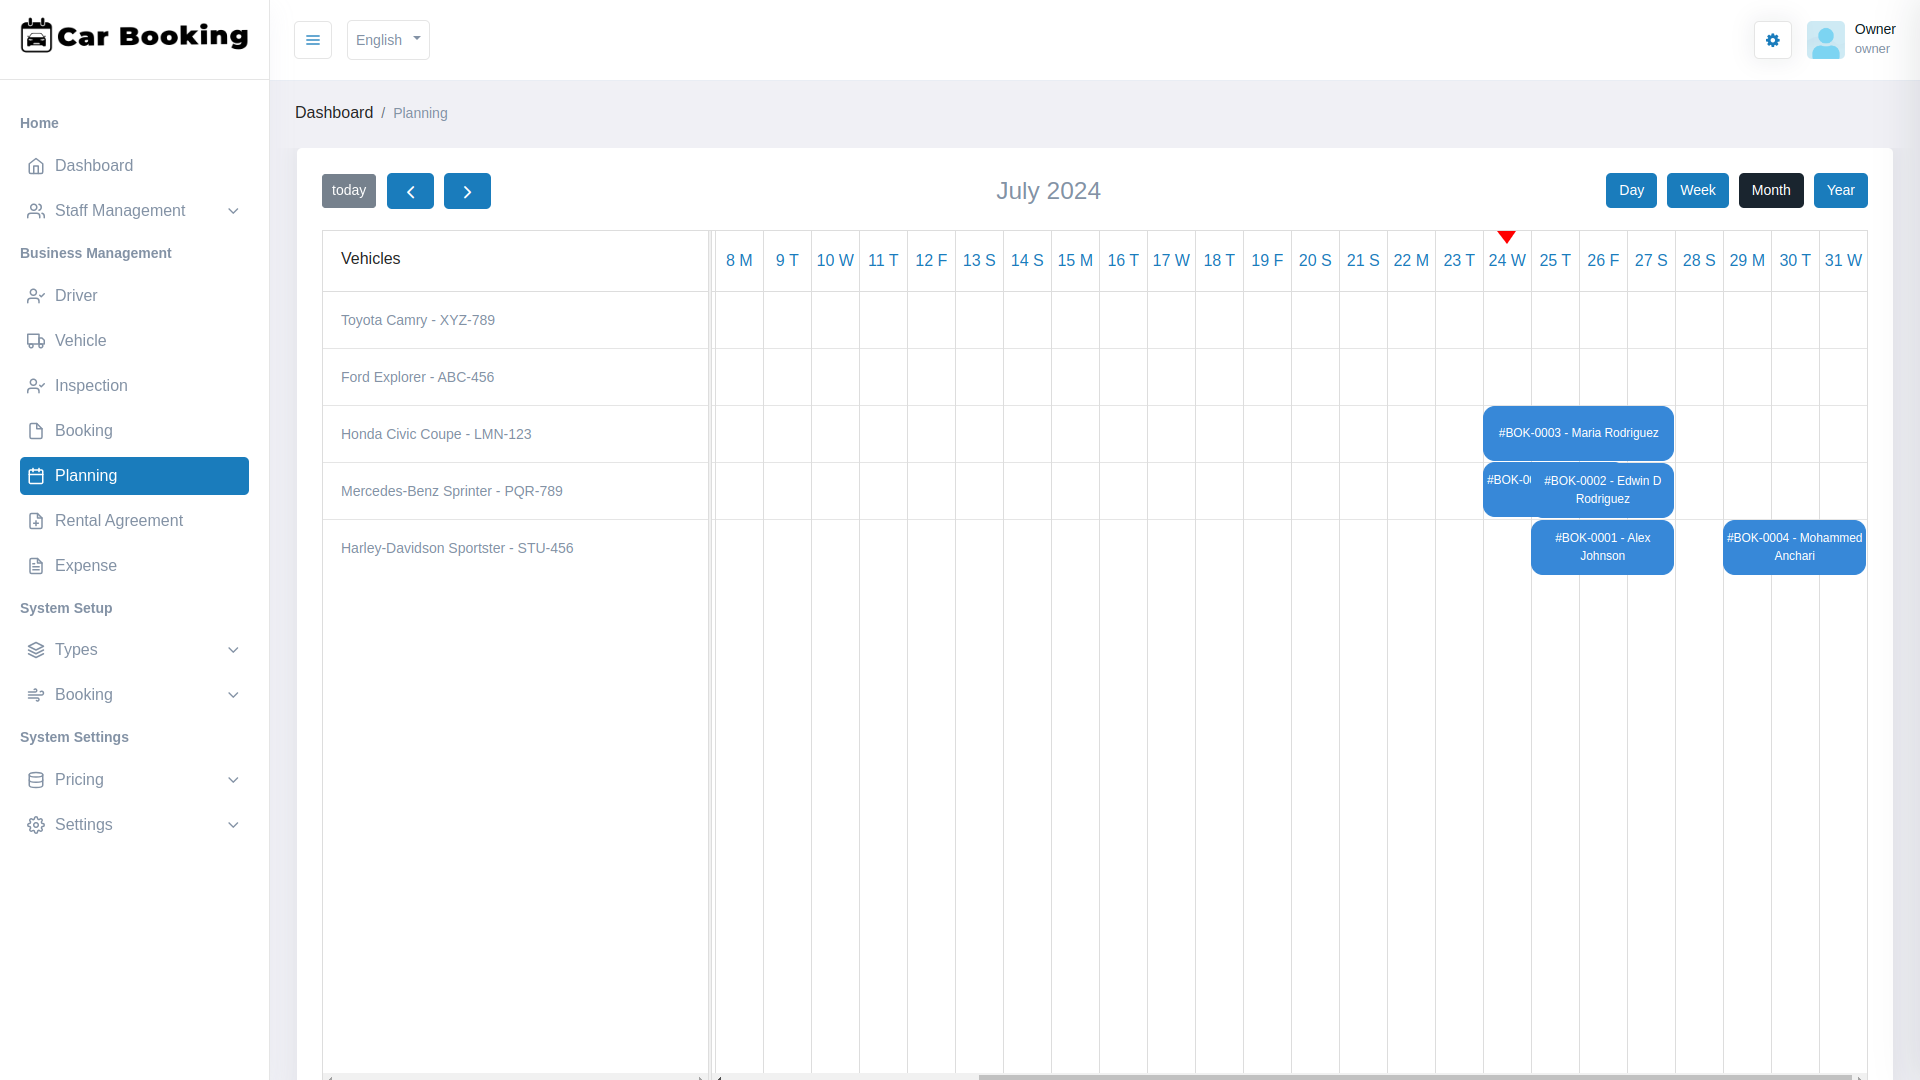 Car Booking
English
Owner
owner
Home
Dashboard
Staff Management
Business Management
Driver
Vehicle
Inspection
Booking
Planning
Rental Agreement
Expense
System Setup
Types
Booking
System Settings
Pricing
Settings
Dashboard / Planning
today
July 2024
Day Week Month Year
Vehicles
8 M 9 T 10 W 11 T 12 F 13 S 14 S 15 M 16 T 17 W 18 T 19 F 20 S 21 S 22 M 23 T 24 W 25 T 26 F 27 S 28 S 29 M 30 T 31 W
Toyota Camry - XYZ-789
Ford Explorer - ABC-456
Honda Civic Coupe - LMN-123
#BOK-0003 - Maria Rodriguez
Mercedes-Benz Sprinter - PQR-789
#BOK-0002 - Edwin D
Rodriguez
Harley-Davidson Sportster - STU-456
#BOK-0001 - Alex
Johnson
#BOK-0004 - Mohammed
Anchari